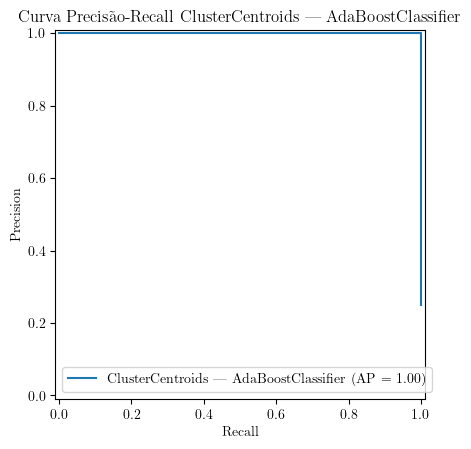 Curva Precisão-Recall ClusterCentroids — AdaBoostClassifier
1.0
0.8
0.6
0.4
0.2
0.0
Precision
ClusterCentroids — AdaBoostClassifier (AP = 1.00)
0.0 0.2 0.4 0.6 0.8 1.0
Recall